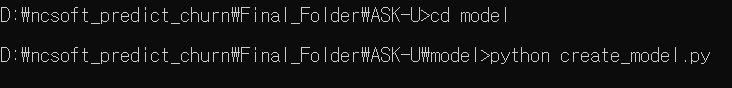 D:₩ncsoft_predict_churn₩Final_Folder₩ASK-U>cd model
D:₩ncsoft_predict_churn₩Final_Folder₩ASK-U₩model>python create_model.py